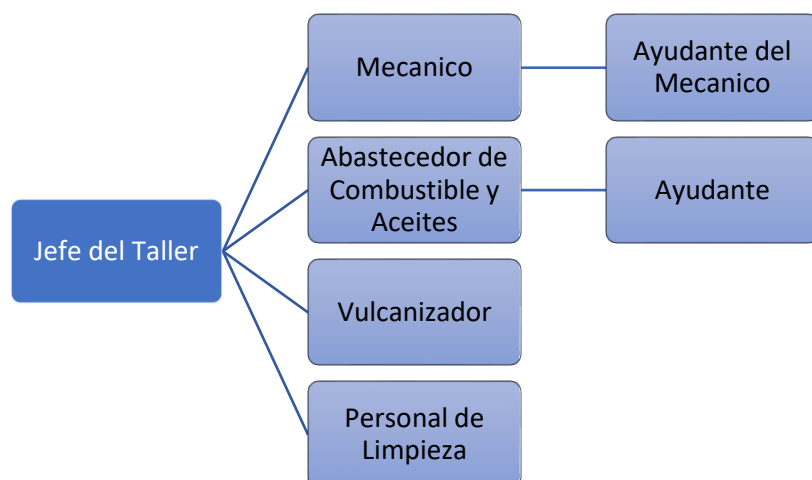 Mecanico
Ayudante del
Mecanico
Abastecedor de
Combustible y
Aceites
Ayudante
Jefe del Taller
Vulcanizador
Personal de
Limpieza